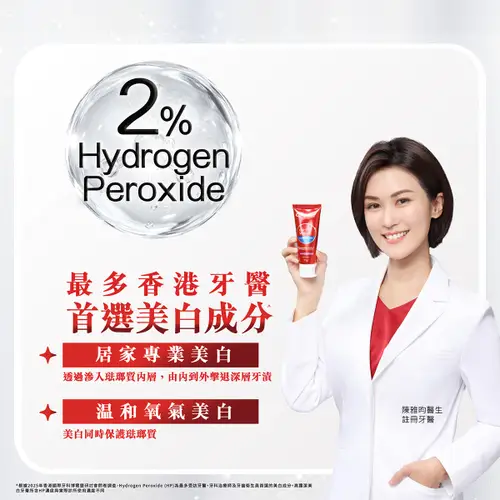 2%
Hydrogen
Peroxide
最多香港牙醫
首選美白成分*
居家專業美白
透過滲入琺瑯質內層，由內到外擊退深層牙漬
溫和氧氣美白
美白同時保護琺瑯質
陳雅昀醫生
註冊牙醫